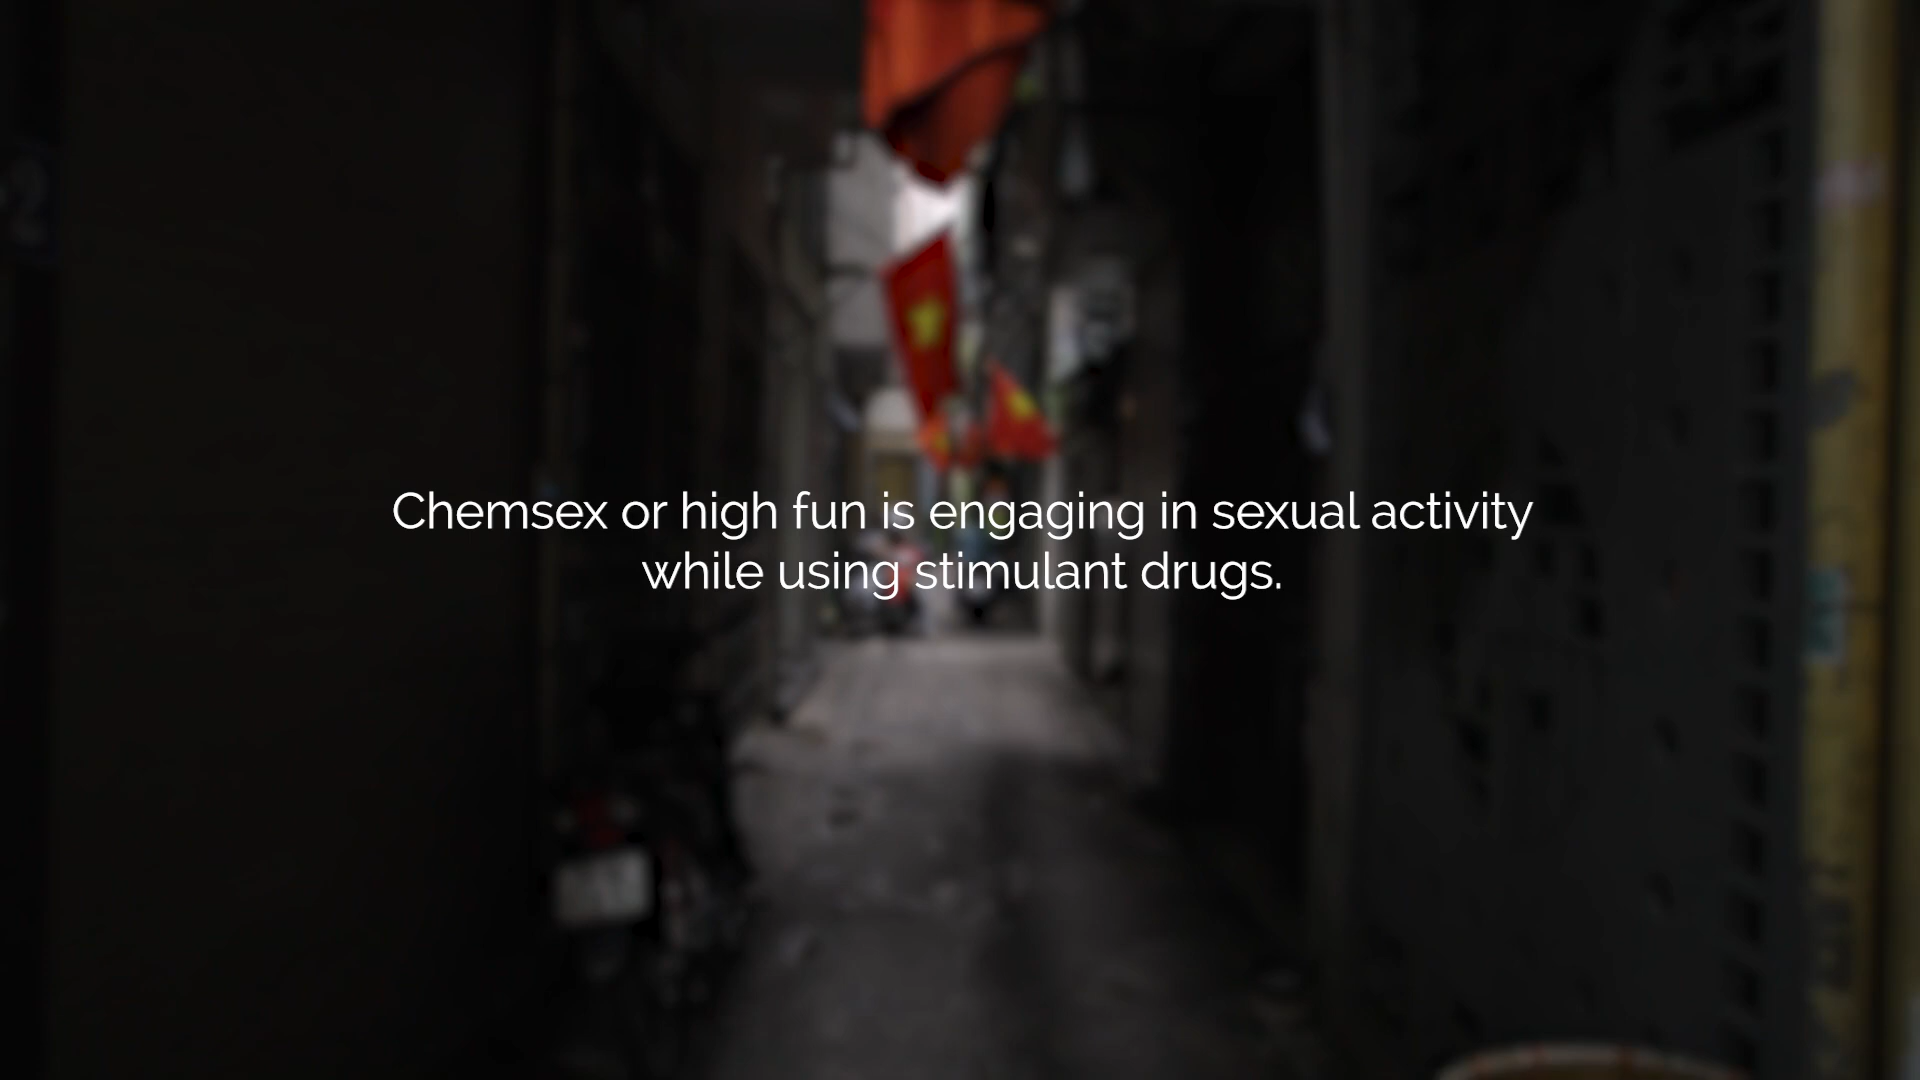 Chemsex or high fun is engaging in sexual activity
while using stimulant drugs.